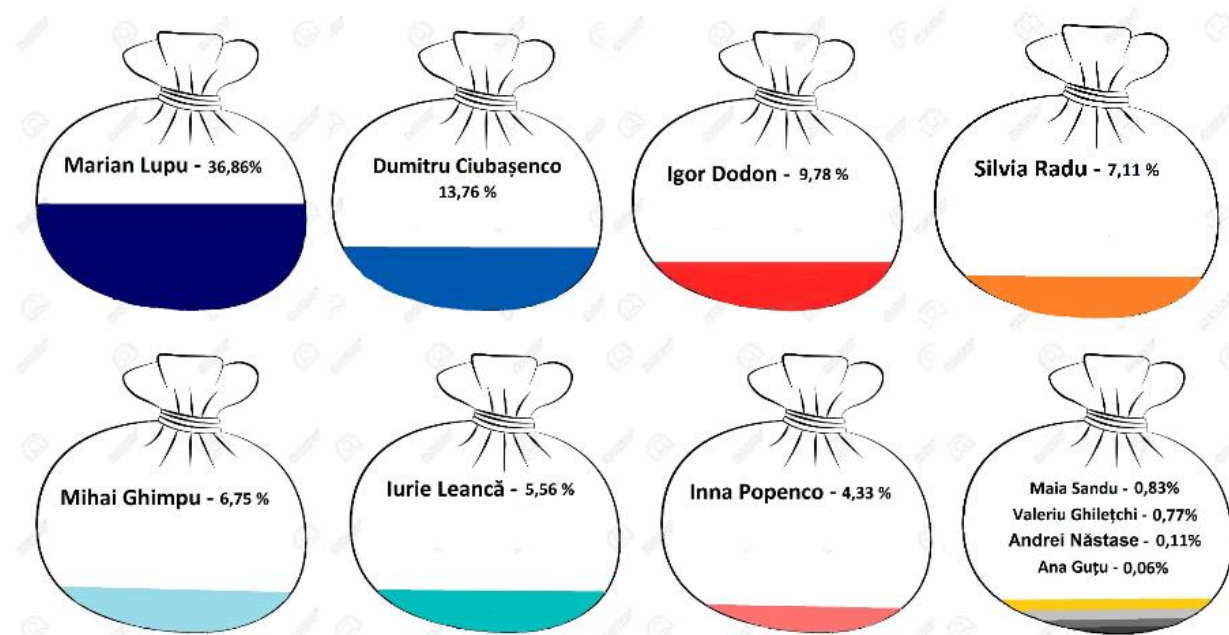 Marian Lupu - 36,86%
Dumitru Ciubașenco
13,76 %
Igor Dodon - 9,78 %
Silvia Radu - 7,11 %
Mihai Ghimpu - 6,75 %
Iurie Leancă - 5,56 %
Inna Popenco - 4,33 %
Maia Sandu - 0,83%
Valeriu Ghilețchi - 0,77%
Andrei Năstase - 0,11%
Ana Guțu - 0,06%